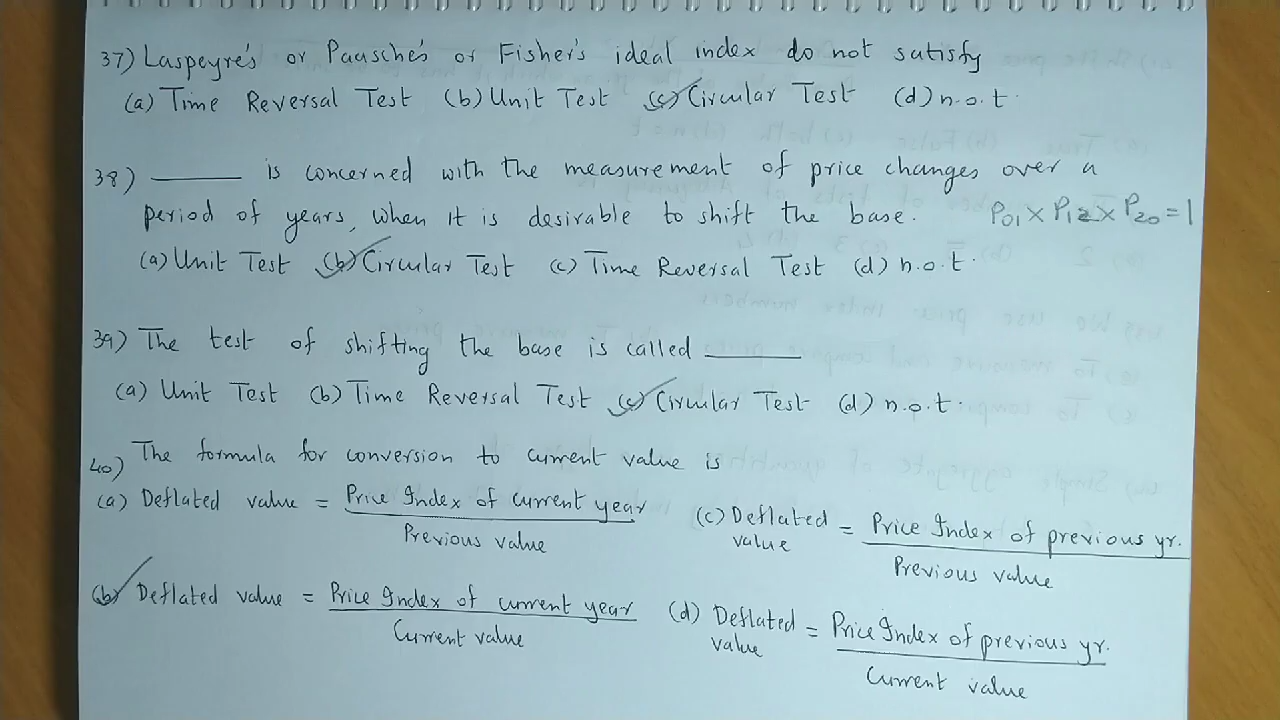 37) Laspeyre's or Paasche's or Fisher's ideal index do not satisfy
(a) Time Reversal Test (b) Unit Test (c) Circular Test (d) n.o.t.
38) ______ is concerned with the measurement of price changes over a
period of years, when it is desirable to shift the base. P01 × P12 × P20 = 1
(a) Unit Test (b) Circular Test (c) Time Reversal Test (d) n.o.t.
39) The test of shifting the base is called ______
(a) Unit Test (b) Time Reversal Test (c) Circular Test (d) n.o.t.
40) The formula for conversion to current value is
(a) Deflated value = Price Index of current year / Previous value
(c) Deflated value = Price Index of previous yr. / Previous value
(b) Deflated value = Price Index of current year / Current value
(d) Deflated value = Price Index of previous yr. / Current value